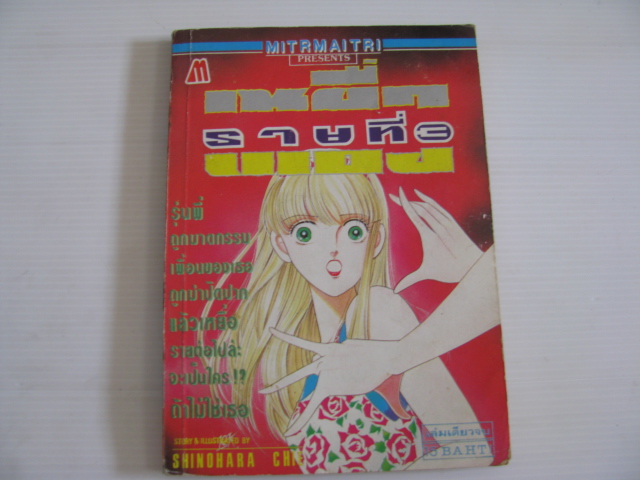 MITRMAITRI
PRESENTS
M
รายที่3
รุ่นพี่
ถูกฆาตกรรม
เพื่อนของเธอ
ถูกฆ่าปิดปาก
แล้วเหยื่อ
รายต่อไปล่ะ
จะเป็นใคร!?
ถ้าไม่ใช่เธอ
STORY & ILLUSTRATED BY
SHINOHARA CHIE
เล่มเดียวจบ
BAHT